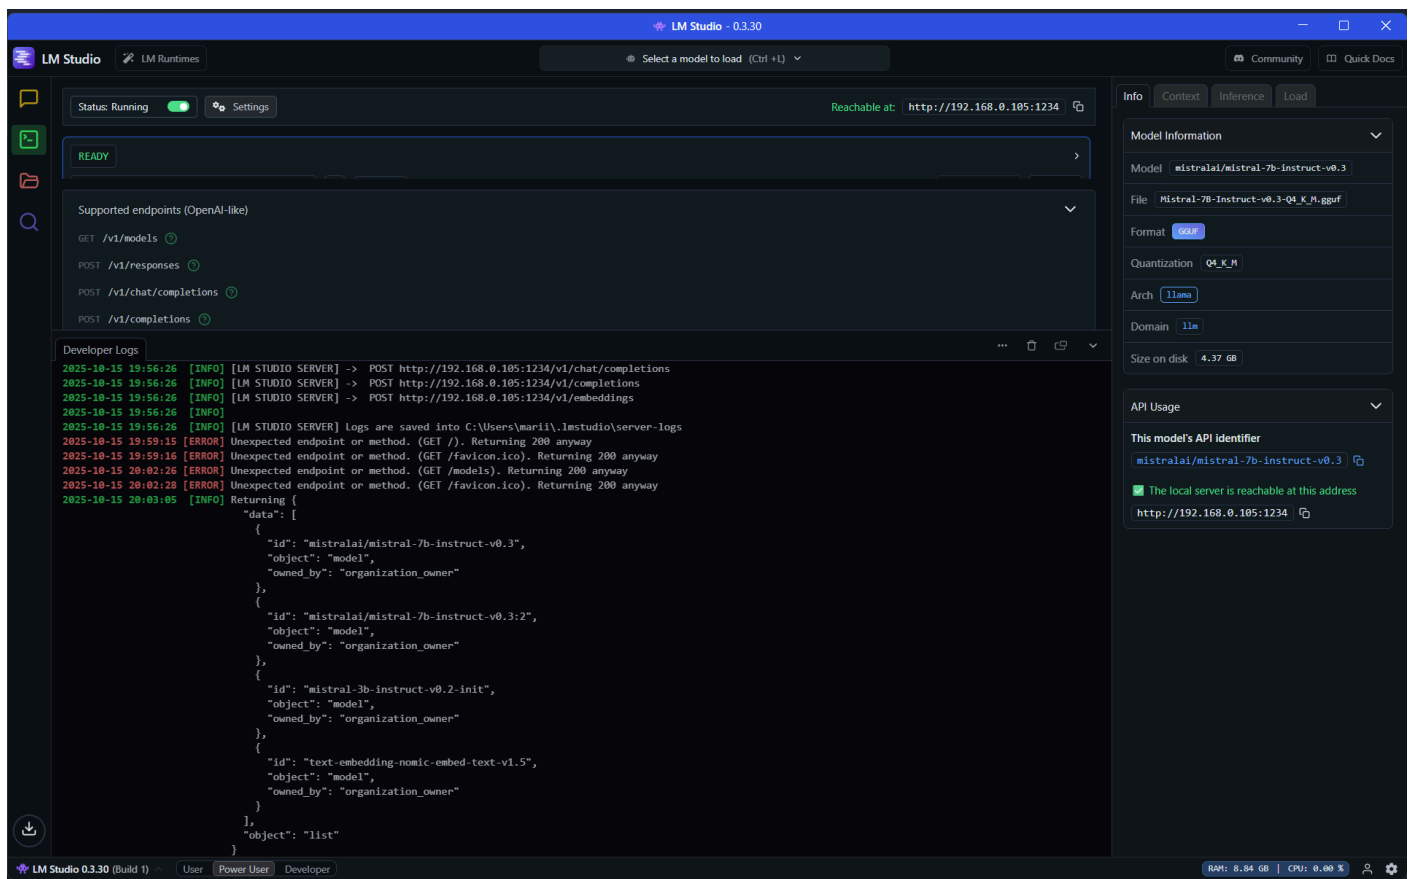 LM Studio - 0.3.30
LM Studio
LM Runtimes
Select a model to load (Ctrl +L)
Community
Quick Docs
Status: Running
Settings
Reachable at: http://192.168.0.105:1234
READY
Supported endpoints (OpenAI-like)
GET /v1/models
POST /v1/responses
POST /v1/chat/completions
POST /v1/completions
Developer Logs
2025-10-15 19:56:26 [INFO] [LM STUDIO SERVER] -> POST http://192.168.0.105:1234/v1/chat/completions
2025-10-15 19:56:26 [INFO] [LM STUDIO SERVER] -> POST http://192.168.0.105:1234/v1/completions
2025-10-15 19:56:26 [INFO] [LM STUDIO SERVER] -> POST http://192.168.0.105:1234/v1/embeddings
2025-10-15 19:56:26 [INFO]
2025-10-15 19:56:26 [INFO] [LM STUDIO SERVER] Logs are saved into C:\Users\marii\.lmstudio\server-logs
2025-10-15 19:59:15 [ERROR] Unexpected endpoint or method. (GET /). Returning 200 anyway
2025-10-15 19:59:16 [ERROR] Unexpected endpoint or method. (GET /favicon.ico). Returning 200 anyway
2025-10-15 20:02:26 [ERROR] Unexpected endpoint or method. (GET /models). Returning 200 anyway
2025-10-15 20:02:28 [ERROR] Unexpected endpoint or method. (GET /favicon.ico). Returning 200 anyway
2025-10-15 20:03:05 [INFO] Returning {
"data": [
{
"id": "mistralai/mistral-7b-instruct-v0.3",
"object": "model",
"owned_by": "organization_owner"
},
{
"id": "mistralai/mistral-7b-instruct-v0.3:2",
"object": "model",
"owned_by": "organization_owner"
},
{
"id": "mistral-3b-instruct-v0.2-init",
"object": "model",
"owned_by": "organization_owner"
},
{
"id": "text-embedding-nomic-embed-text-v1.5",
"object": "model",
"owned_by": "organization_owner"
}
],
"object": "list"
}
Info
Context
Inference
Load
Model Information
Model mistralai/mistral-7b-instruct-v0.3
File Mistral-7B-Instruct-v0.3-Q4_K_M.gguf
Format GGUF
Quantization Q4_K_M
Arch llama
Domain llm
Size on disk 4.37 GB
API Usage
This model's API identifier
mistralai/mistral-7b-instruct-v0.3
The local server is reachable at this address
http://192.168.0.105:1234
LM Studio 0.3.30 (Build 1)
User
Power User
Developer
RAM: 8.84 GB | CPU: 0.00 %